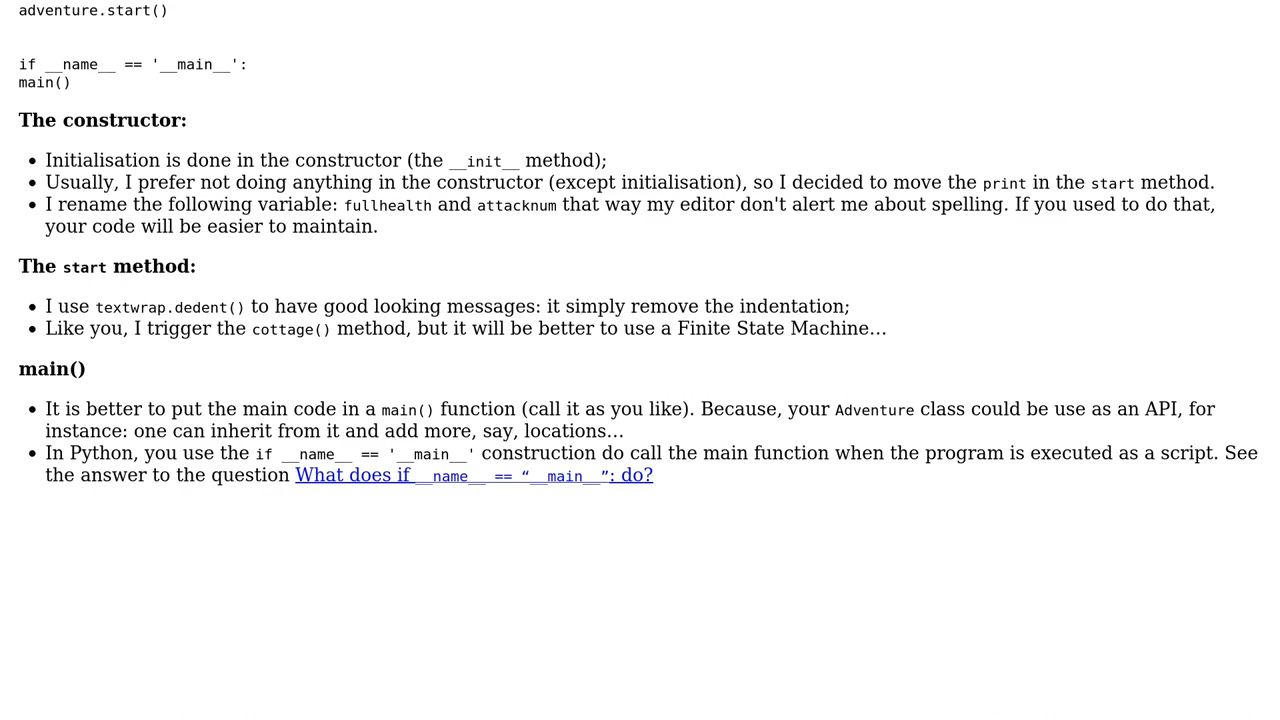 adventure.start()
if __name__ == '__main__':
main()
The constructor:
• Initialisation is done in the constructor (the __init__ method);
• Usually, I prefer not doing anything in the constructor (except initialisation), so I decided to move the print in the start method.
• I rename the following variable: fullhealth and attacknum that way my editor don't alert me about spelling. If you used to do that,
your code will be easier to maintain.
The start method:
• I use textwrap.dedent() to have good looking messages: it simply remove the indentation;
• Like you, I trigger the cottage() method, but it will be better to use a Finite State Machine…
main()
• It is better to put the main code in a main() function (call it as you like). Because, your Adventure class could be use as an API, for
instance: one can inherit from it and add more, say, locations…
• In Python, you use the if __name__ == '__main__' construction do call the main function when the program is executed as a script. See
the answer to the question What does if __name__ == “__main__”: do?